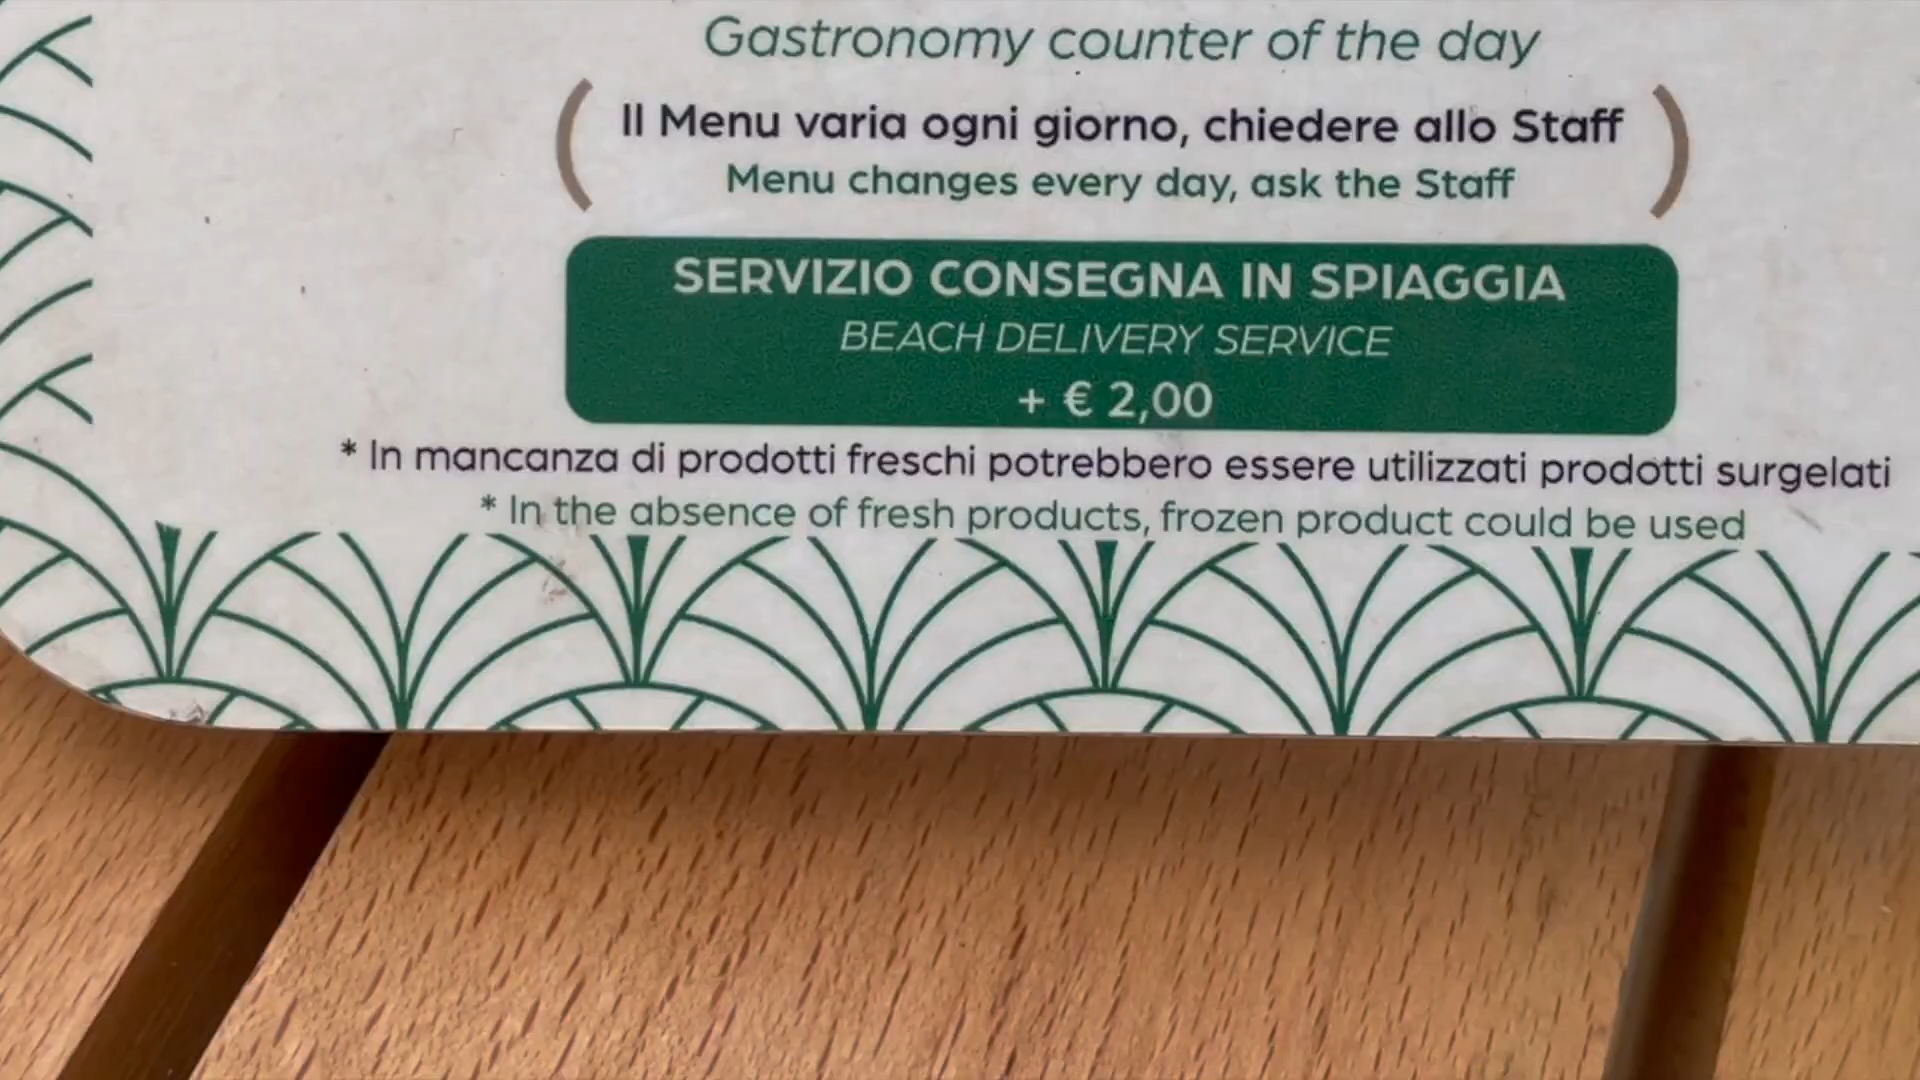 Gastronomy counter of the day
Il Menu varia ogni giorno, chiedere allo Staff
Menu changes every day, ask the Staff
SERVIZIO CONSEGNA IN SPIAGGIA
BEACH DELIVERY SERVICE
+ € 2,00
* In mancanza di prodotti freschi potrebbero essere utilizzati prodotti surgelati
* In the absence of fresh products, frozen product could be used